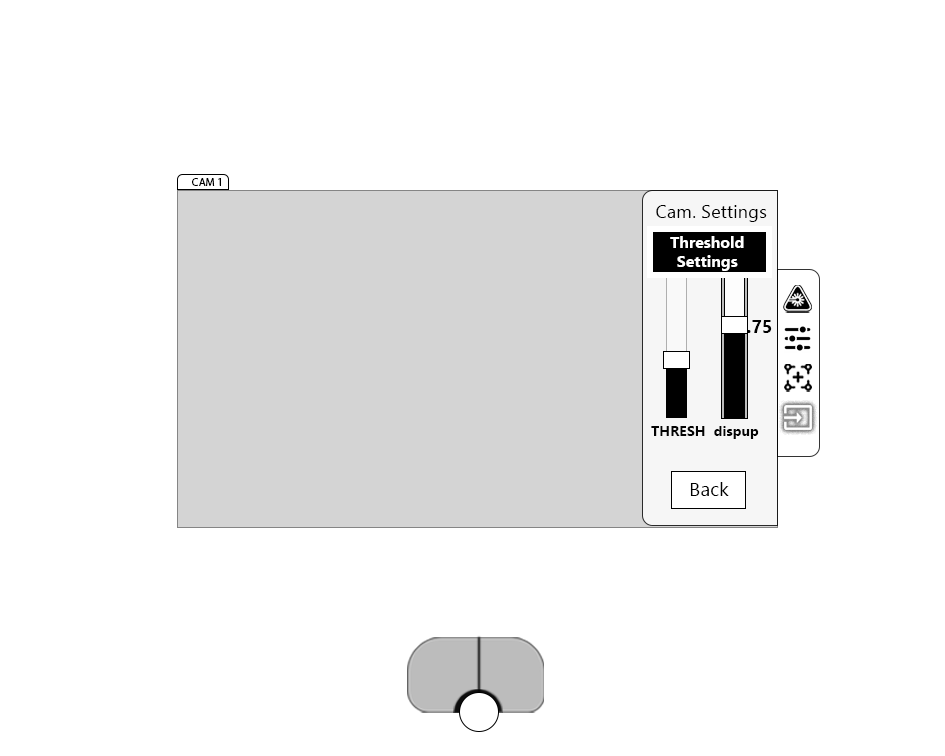 CAM 1
Cam. Settings
Threshold
Settings
.75
THRESH dispup
Back